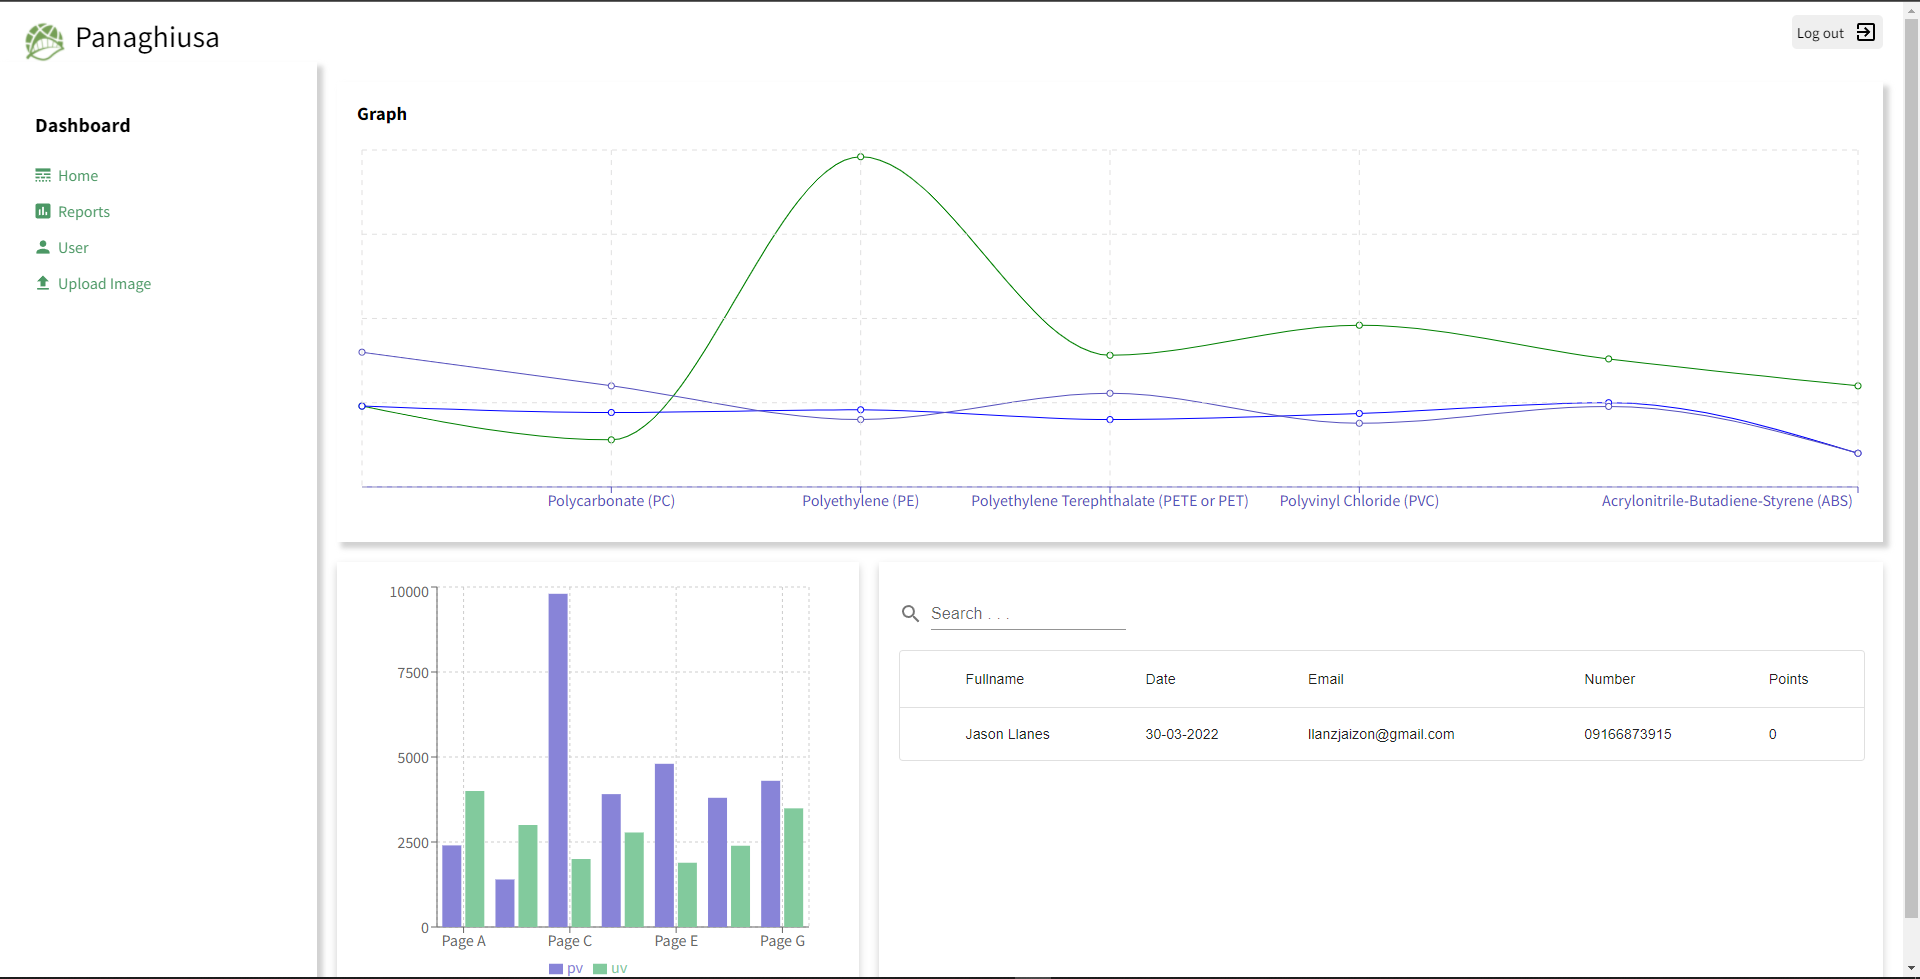 Panaghiusa
Log out
Dashboard
Home
Reports
User
Upload Image
Graph
Polycarbonate (PC) Polyethylene (PE) Polyethylene Terephthalate (PETE or PET) Polyvinyl Chloride (PVC) Acrylonitrile-Butadiene-Styrene (ABS)
10000
7500
5000
2500
0
Page A Page C Page E Page G
pv uv
Search . . .
Fullname Date Email Number Points
Jason Llanes 30-03-2022 llanzjaizon@gmail.com 09166873915 0